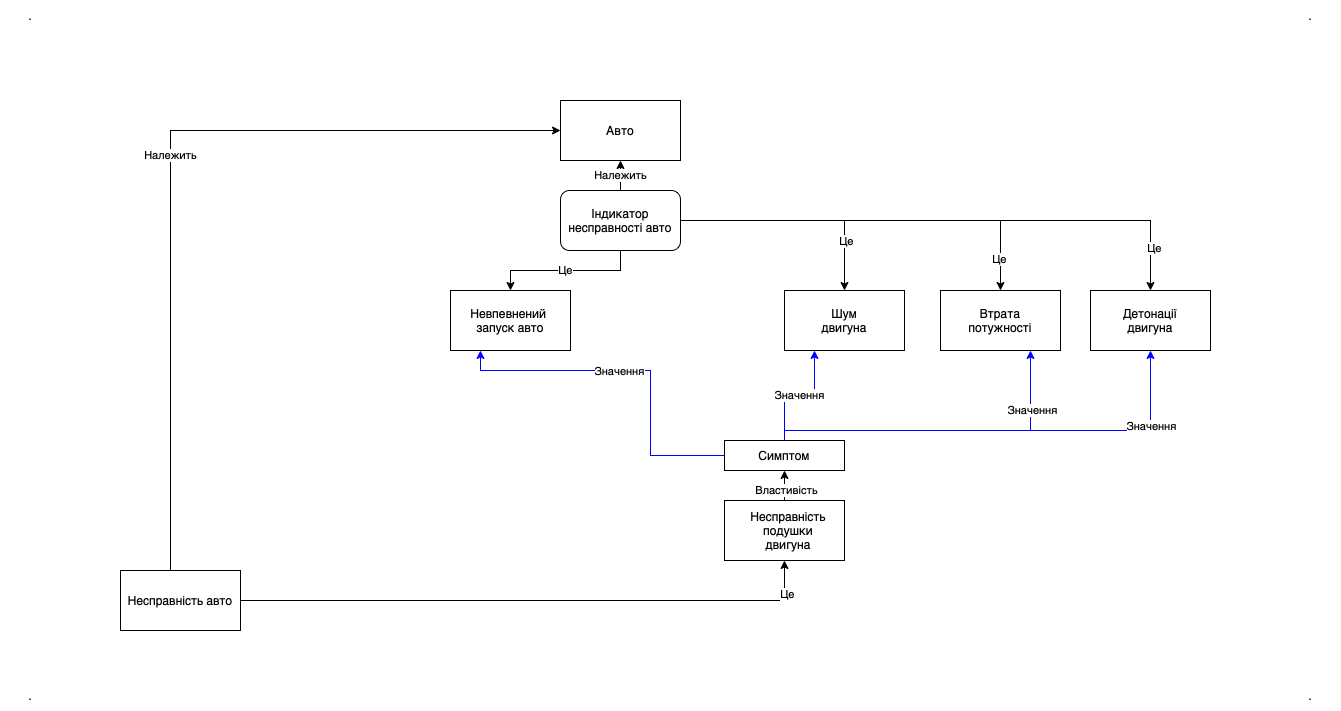 Авто
Належить
Належить
Індикатор
несправності авто
Це
Це
Це
Це
Невпевнений
запуск авто
Шум
двигуна
Втрата
потужності
Детонації
двигуна
Значення
Значення
Значення
Значення
Симптом
Властивість
Несправність
подушки
двигуна
Це
Несправність авто